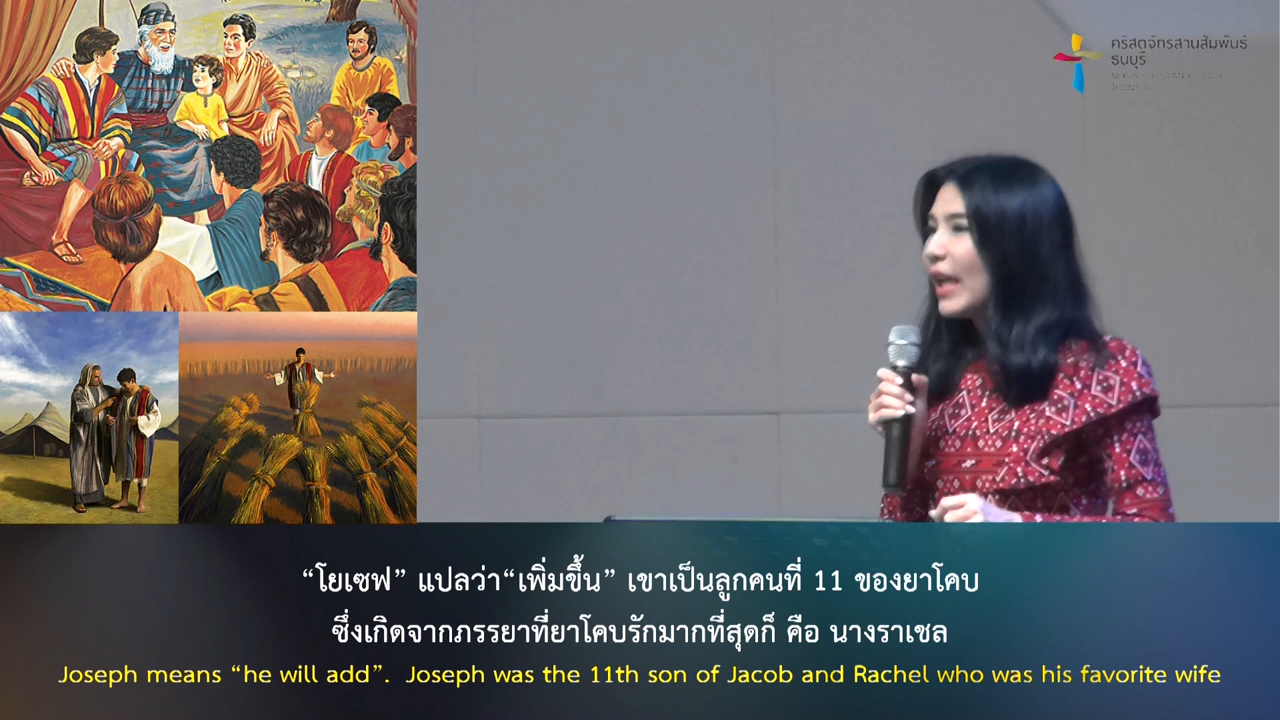 คริสตจักรสานสัมพันธ์
ธนบุรี
“โยเซฟ” แปลว่า“เพิ่มขึ้น” เขาเป็นลูกคนที่ 11 ของยาโคบ
ซึ่งเกิดจากภรรยาที่ยาโคบรักมากที่สุดก็ คือ นางราเชล
Joseph means “he will add”.  Joseph was the 11th son of Jacob and Rachel who was his favorite wife